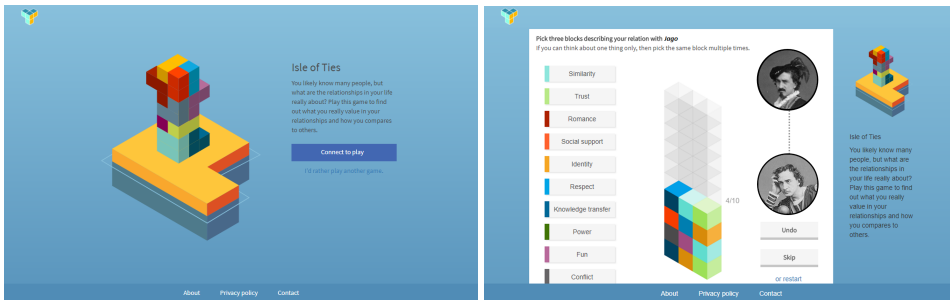 Isle of Ties
You likely know many people, but
what are the relationships in your life
really about? Play this game to find
out what you really value in your
relationships and how you compares
to others.
Connect to play
I'd rather play another game.
About Privacy policy Contact
Pick three blocks describing your relation with Jago
If you can think about one thing only, then pick the same block multiple times.
Similarity
Trust
Romance
Social support
Identity
Respect
Knowledge transfer
Power
Fun
Conflict
4/10
Undo
Skip
or restart
Isle of Ties
You likely know many
people, but what are
the relationships in
your life really about?
Play this game to find
out what you really
value in your
relationships and how
you compares to
others.
About Privacy policy Contact